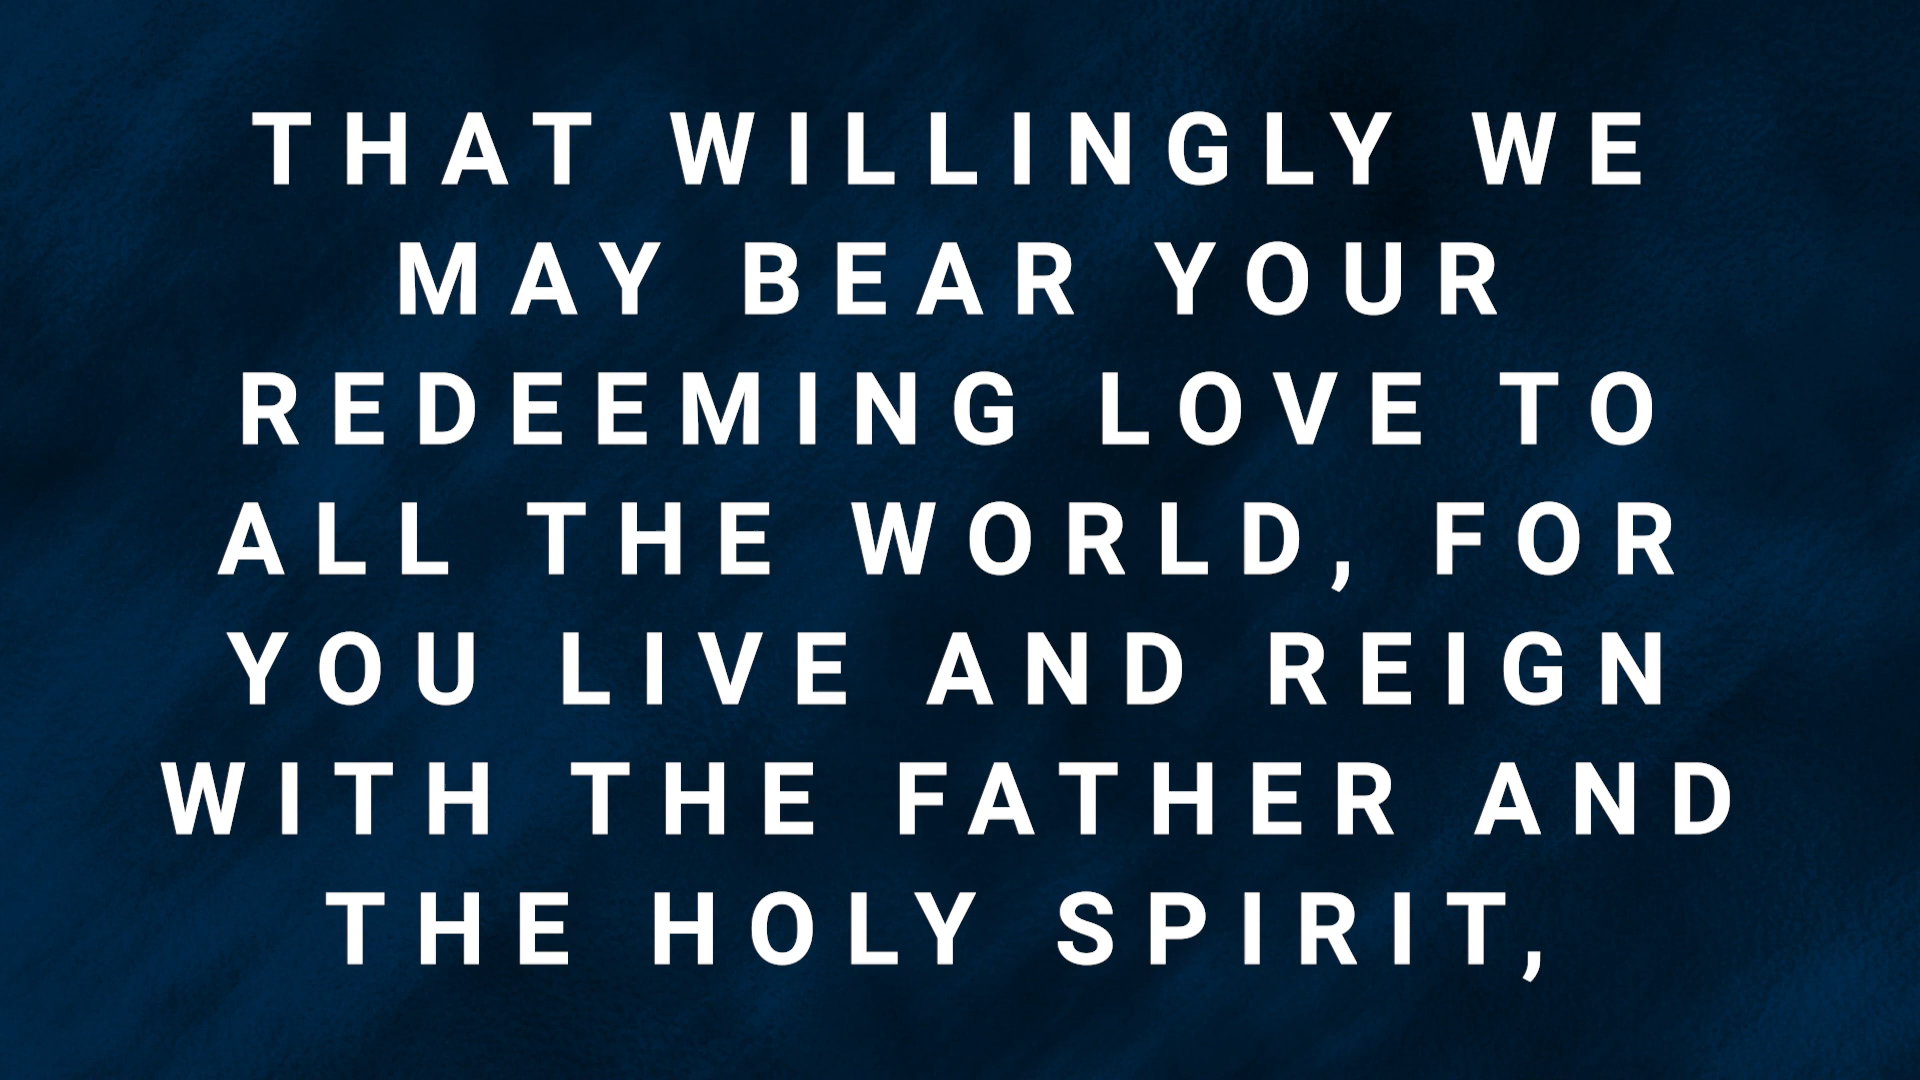 THAT WILLINGLY WE
MAY BEAR YOUR
REDEEMING LOVE TO
ALL THE WORLD, FOR
YOU LIVE AND REIGN
WITH THE FATHER AND
THE HOLY SPIRIT,